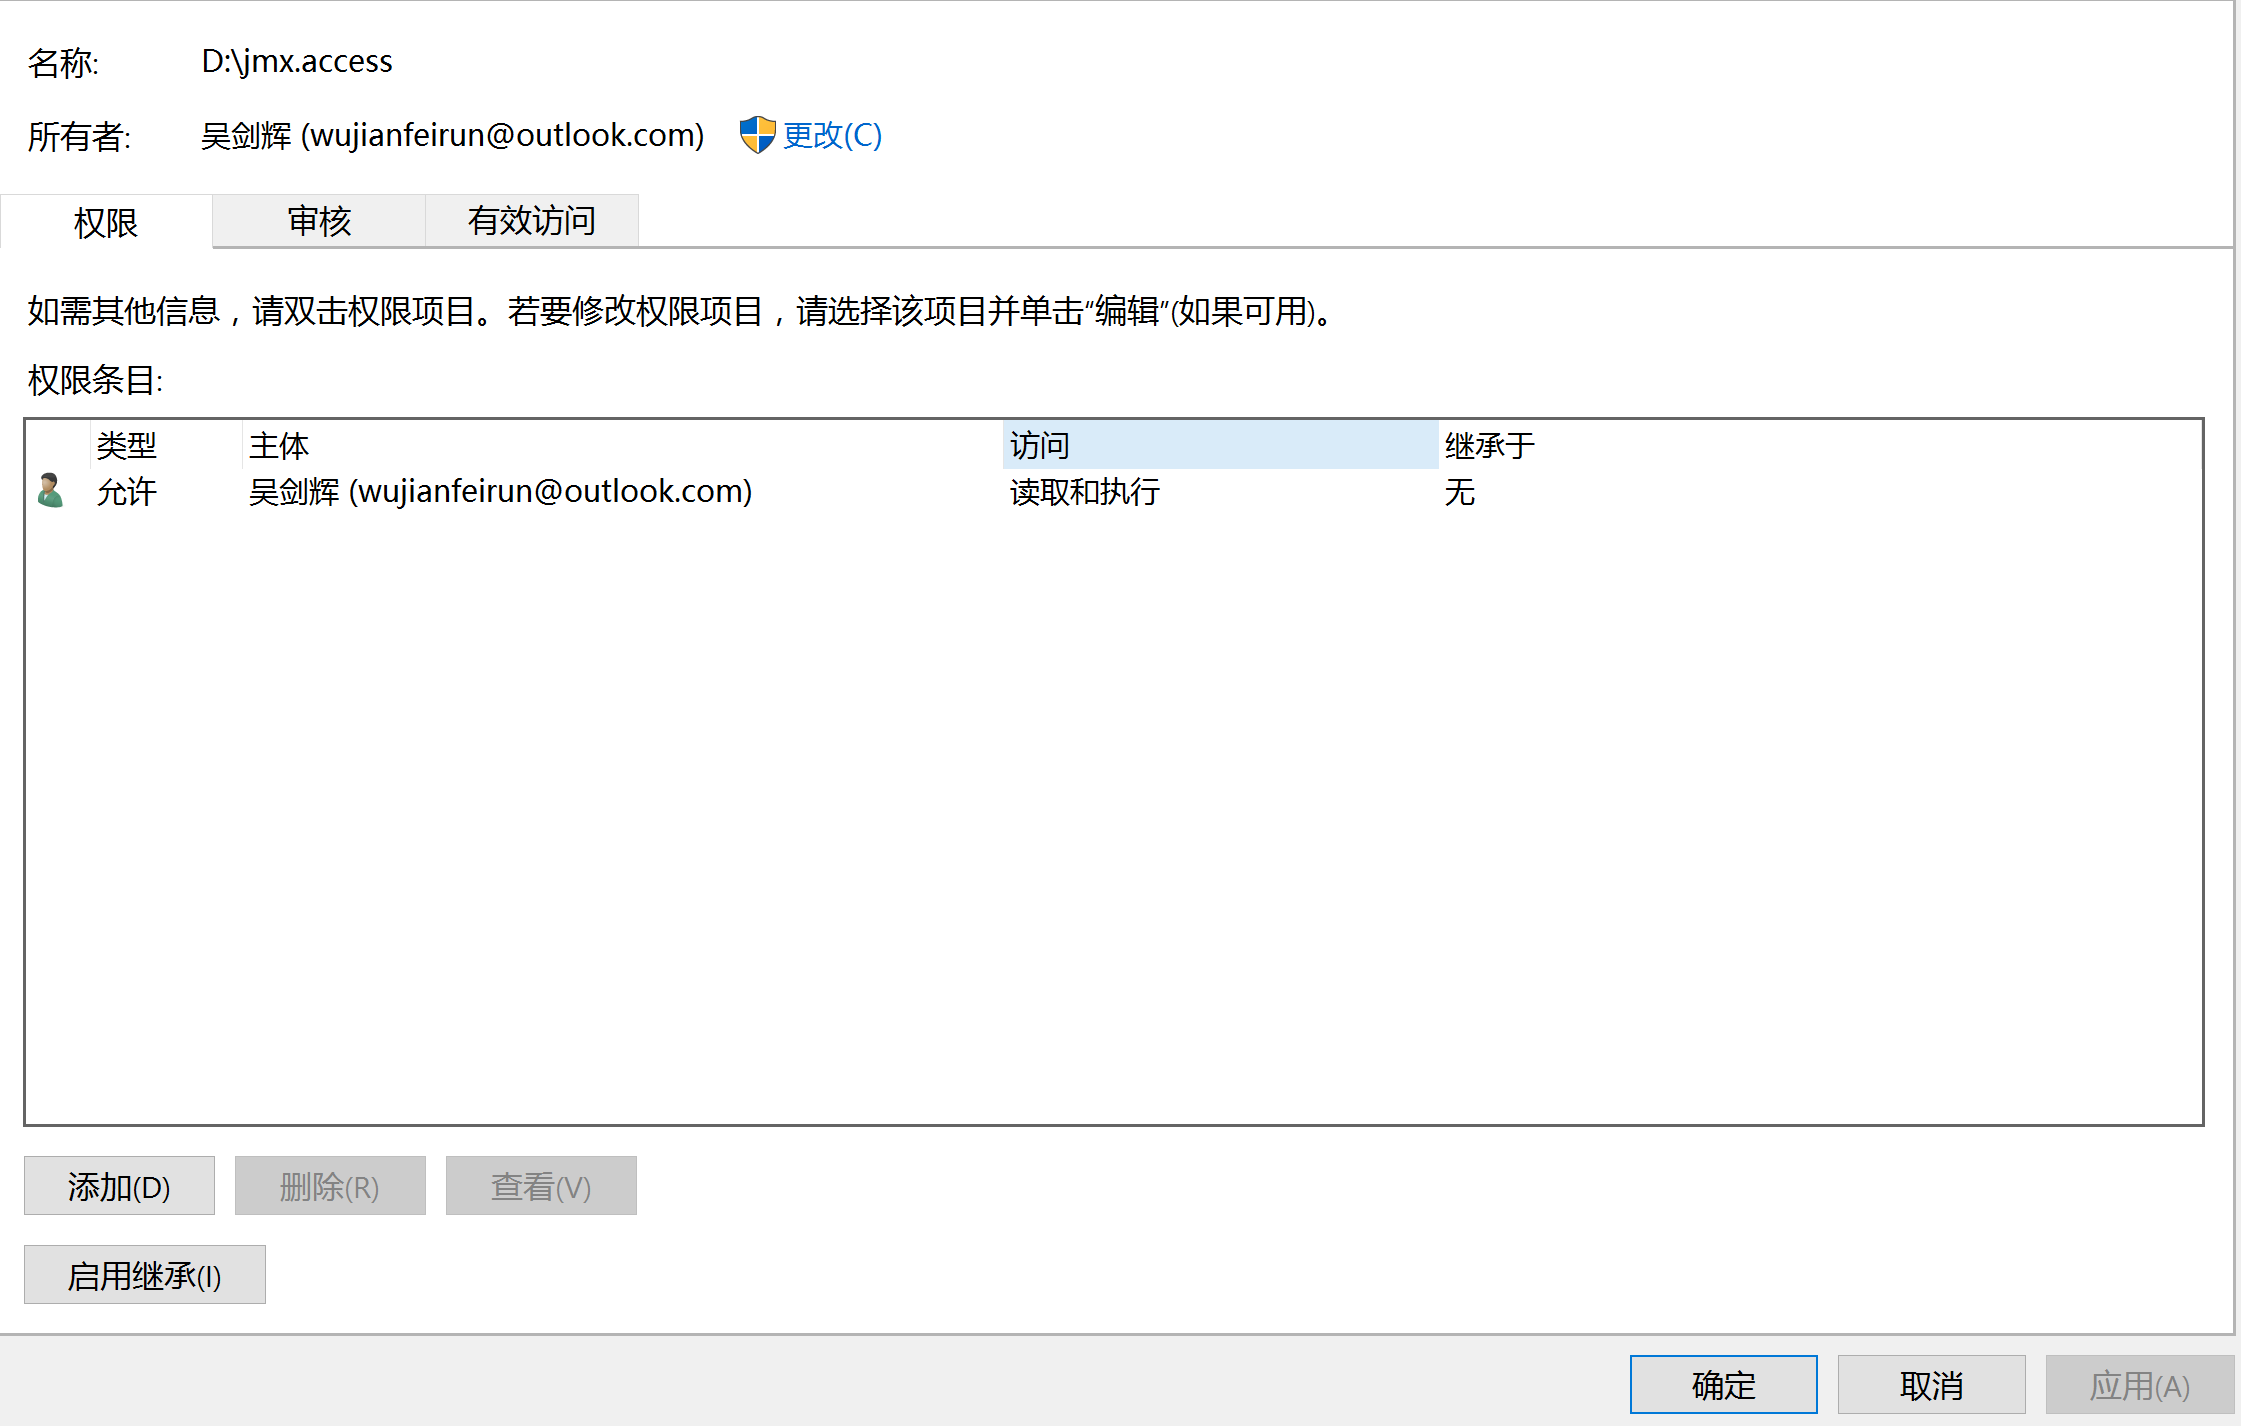 名称: D:\jmx.access
所有者: 吴剑辉 (wujianfeirun@outlook.com) 更改(C)
权限 审核 有效访问
如需其他信息，请双击权限项目。若要修改权限项目，请选择该项目并单击“编辑”(如果可用)。
权限条目:
类型 主体 访问 继承于
允许 吴剑辉 (wujianfeirun@outlook.com) 读取和执行 无
添加(D) 删除(R) 查看(V)
启用继承(I)
确定 取消 应用(A)